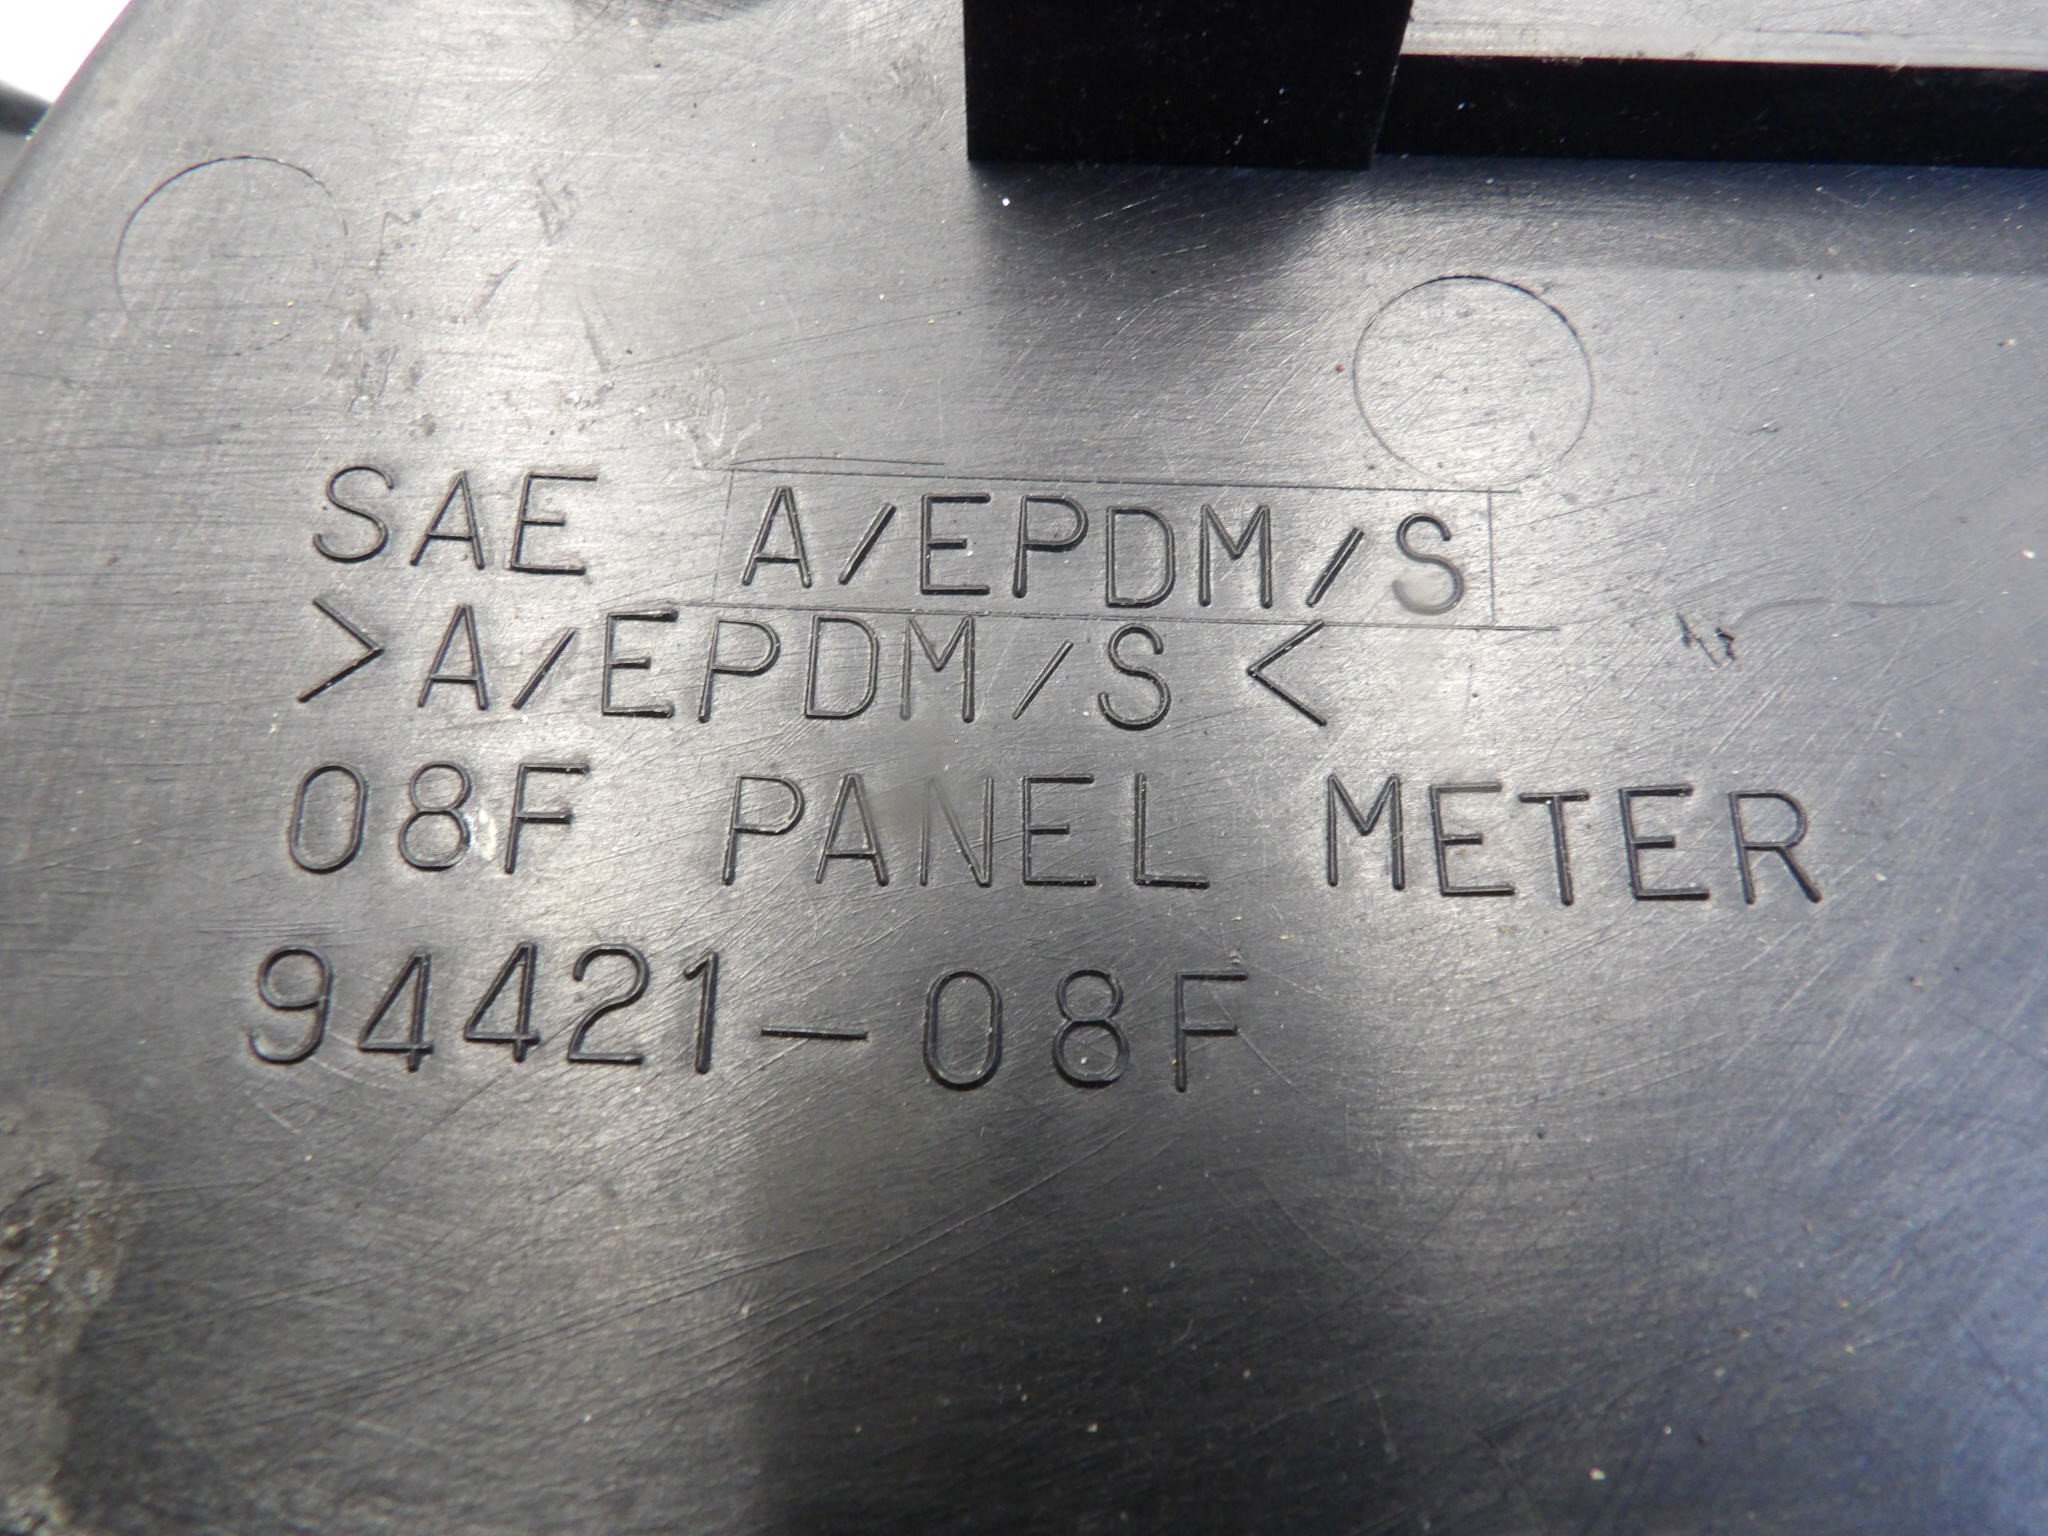 SAE A/EPDM/S
>A/EPDM/S<
08F PANEL METER
94421-08F